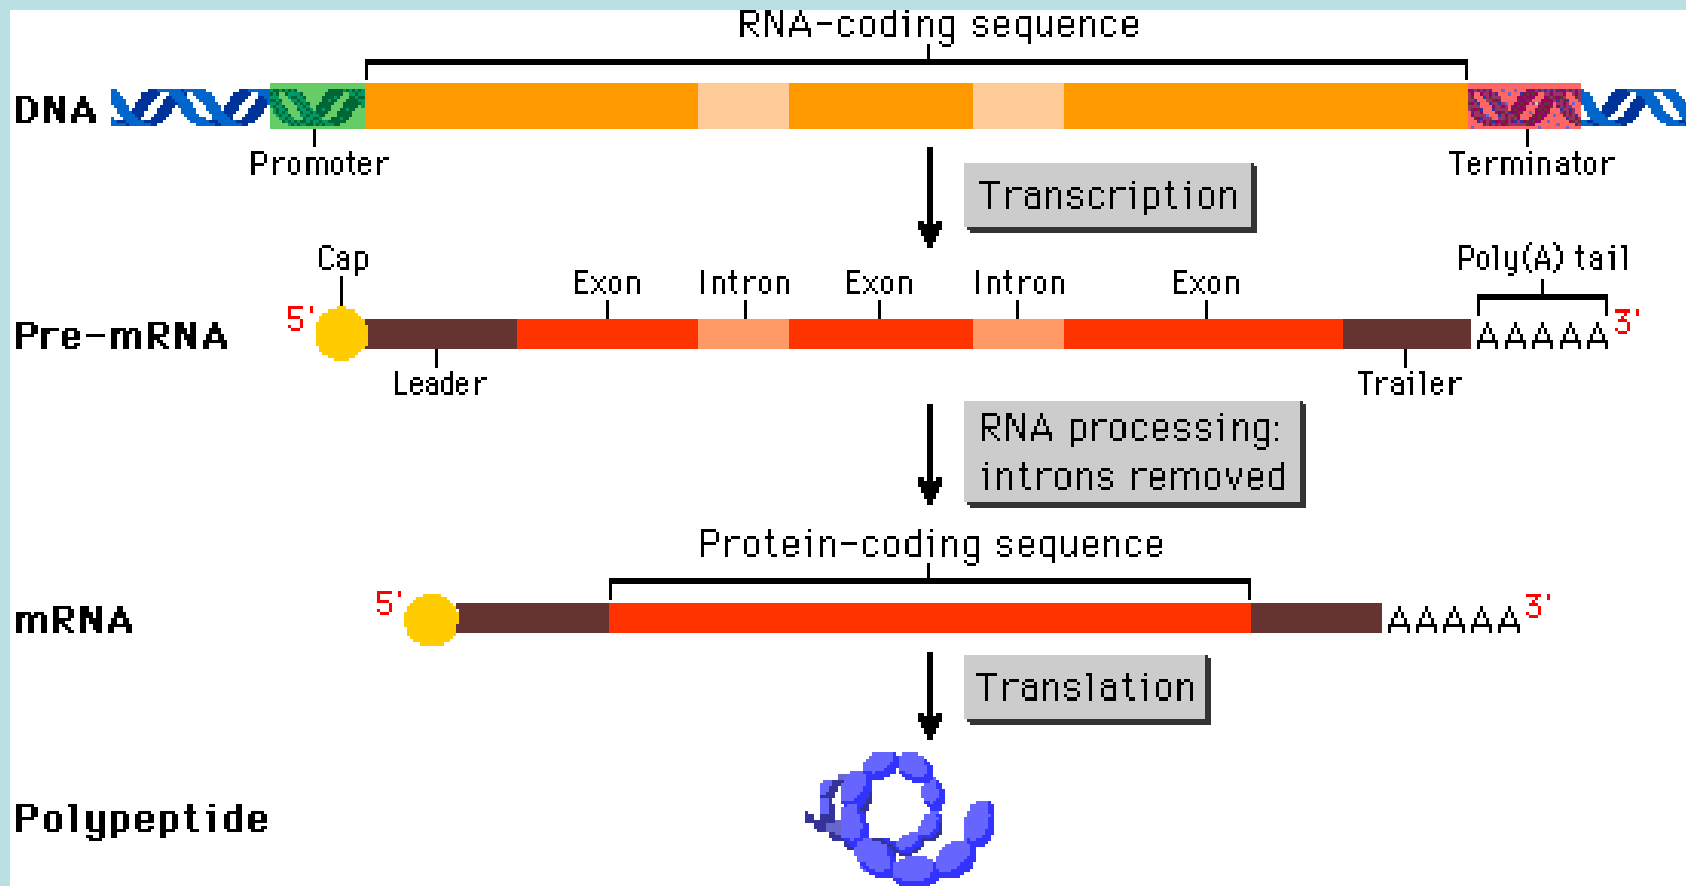 RNA-coding sequence
DNA
Promoter
Terminator
Transcription
Cap
Poly(A) tail
Exon Intron Exon Intron Exon
5'
3'
Pre-mRNA
AAAAA
Leader
Trailer
RNA processing:
introns removed
Protein-coding sequence
5'
3'
mRNA
AAAAA
Translation
Polypeptide